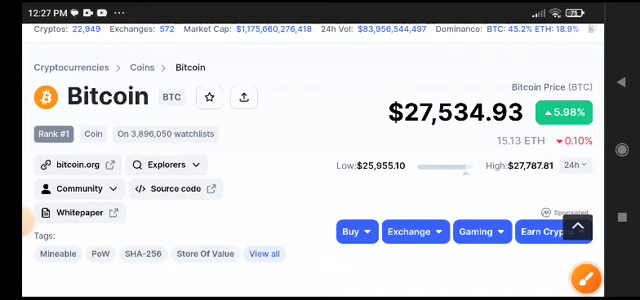 12:27 PM
Cryptos: 22,949 Exchanges: 572 Market Cap: $1,175,660,276,418 24h Vol: $83,956,544,497 Dominance: BTC: 45.2% ETH: 18.9%
Cryptocurrencies > Coins > Bitcoin
Bitcoin BTC
Bitcoin Price (BTC)
$27,534.93 5.98%
15.13 ETH 0.10%
Rank #1 Coin On 3,896,050 watchlists
Low: $25,955.10 High: $27,787.81 24h
bitcoin.org Explorers
Community Source code
Whitepaper
Sponsored
Buy Exchange Gaming Earn Crypto
Tags:
Mineable PoW SHA-256 Store Of Value View all